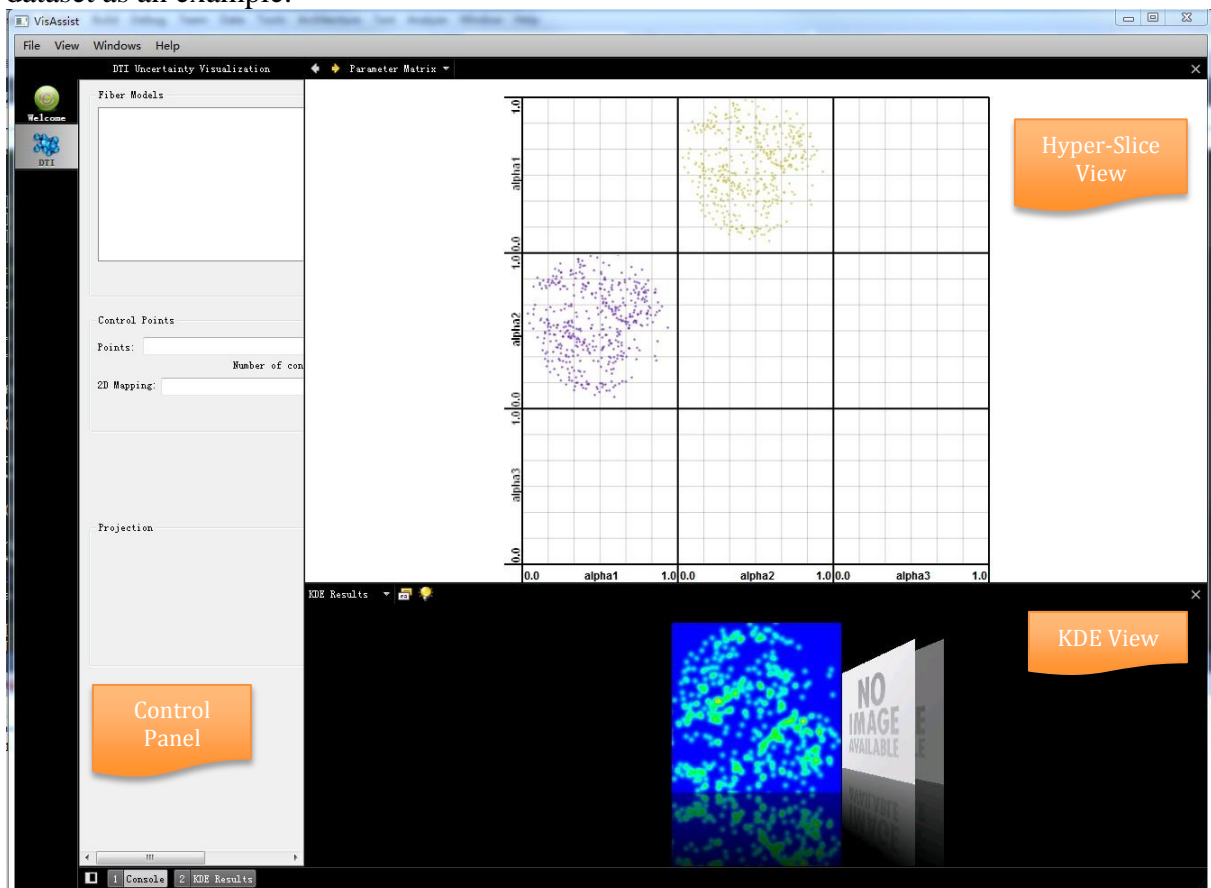 dataset as an example.
VisAssist
File View Windows Help
DTI Uncertainty Visualization
Parameter Matrix
Welcome
DTI
Fiber Models
Control Points
Points:
Number of con
2D Mapping:
Projection
Control
Panel
Hyper-Slice
View
1.0
alpha1
0.0
1.0
alpha2
0.0
1.0
alpha3
0.0
0.0 alpha1 1.0 0.0 alpha2 1.0 0.0 alpha3 1.0
KDE Results
KDE View
NO
IMAGE
AVAILABLE
1 Console 2 KDE Results